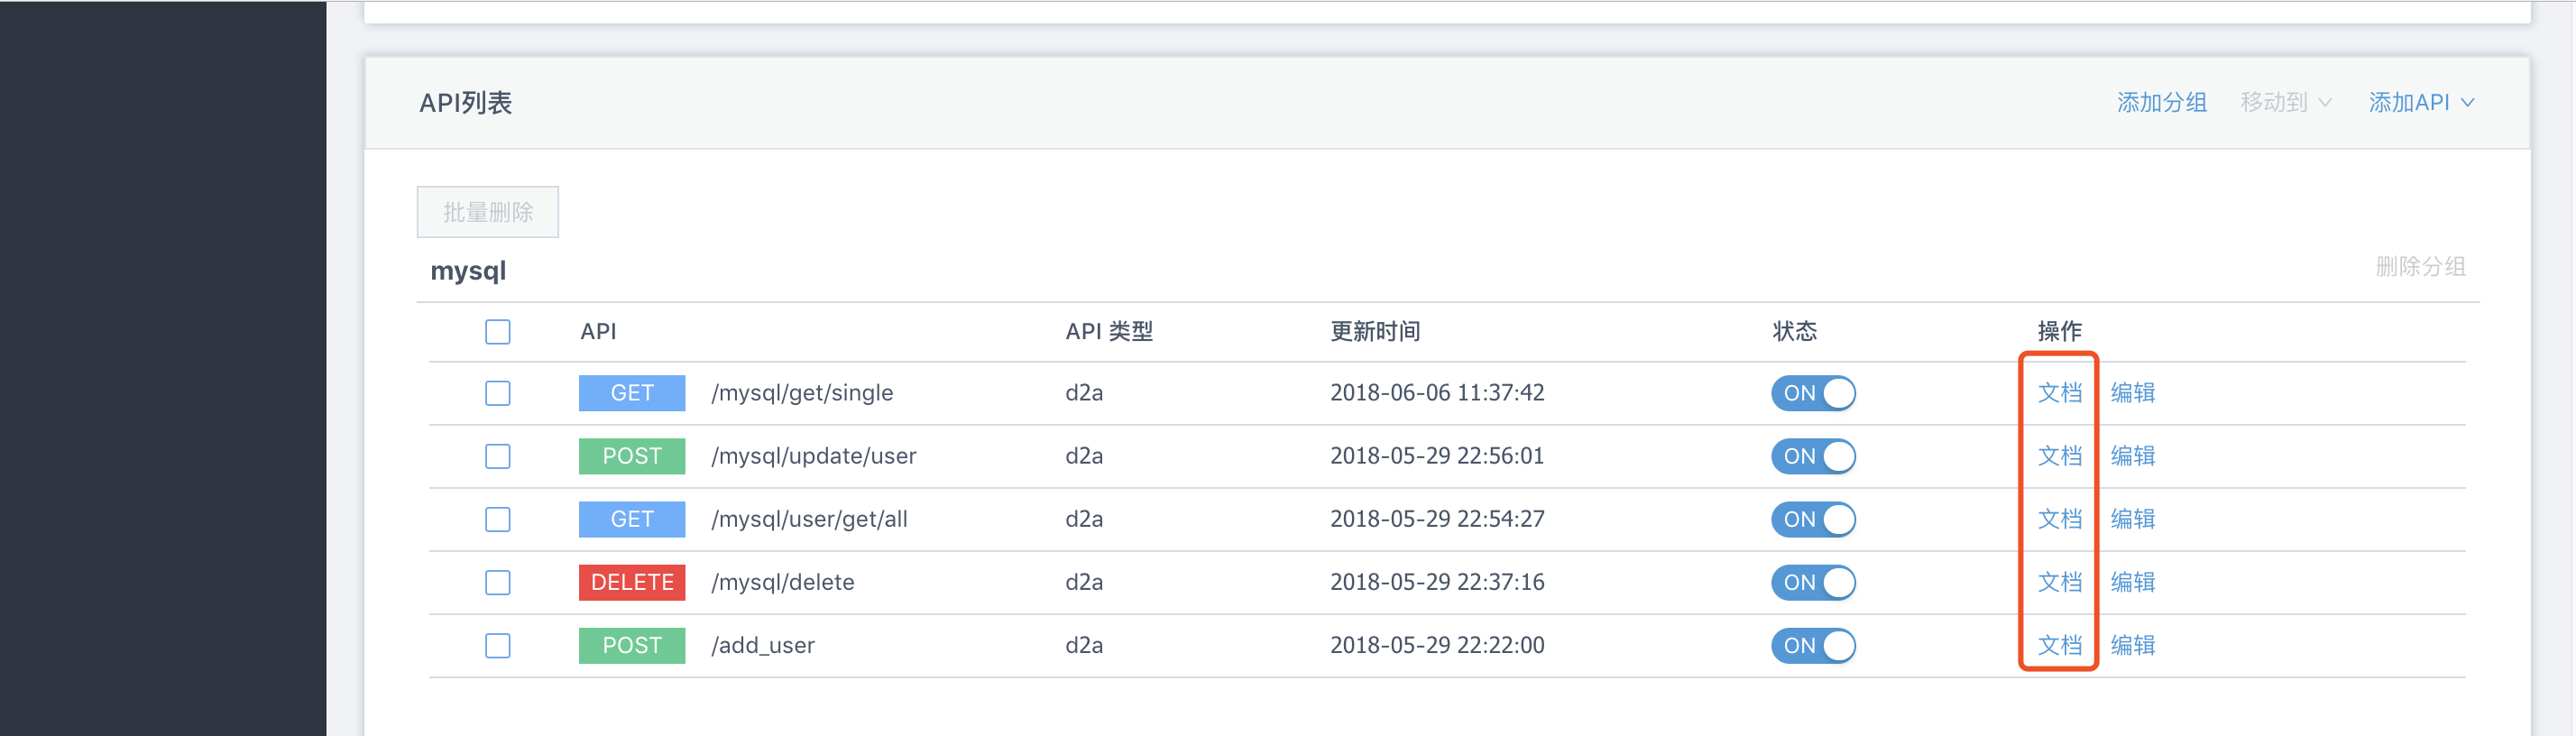 API列表 添加分组 移动到 添加API
批量删除
mysql 删除分组
API API 类型 更新时间 状态 操作
GET /mysql/get/single d2a 2018-06-06 11:37:42 ON 文档 编辑
POST /mysql/update/user d2a 2018-05-29 22:56:01 ON 文档 编辑
GET /mysql/user/get/all d2a 2018-05-29 22:54:27 ON 文档 编辑
DELETE /mysql/delete d2a 2018-05-29 22:37:16 ON 文档 编辑
POST /add_user d2a 2018-05-29 22:22:00 ON 文档 编辑